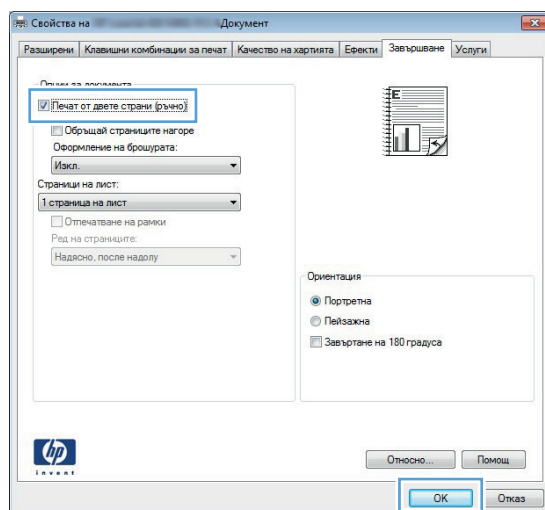 Свойства на Документ
Разширени Клавишни комбинации за печат Качество на хартията Ефекти Завършване Услуги
Опции за документа
Печат от двете страни (ръчно)
Обръщай страниците нагоре
Оформление на брошурата:
Изкл.
Страници на лист:
1 страница на лист
Отпечатване на рамки
Ред на страниците:
Надясно, после надолу
E
Ориентация
Портретна
Пейзажна
Завъртане на 180 градуса
hp
invent
Относно... Помощ
OK Отказ